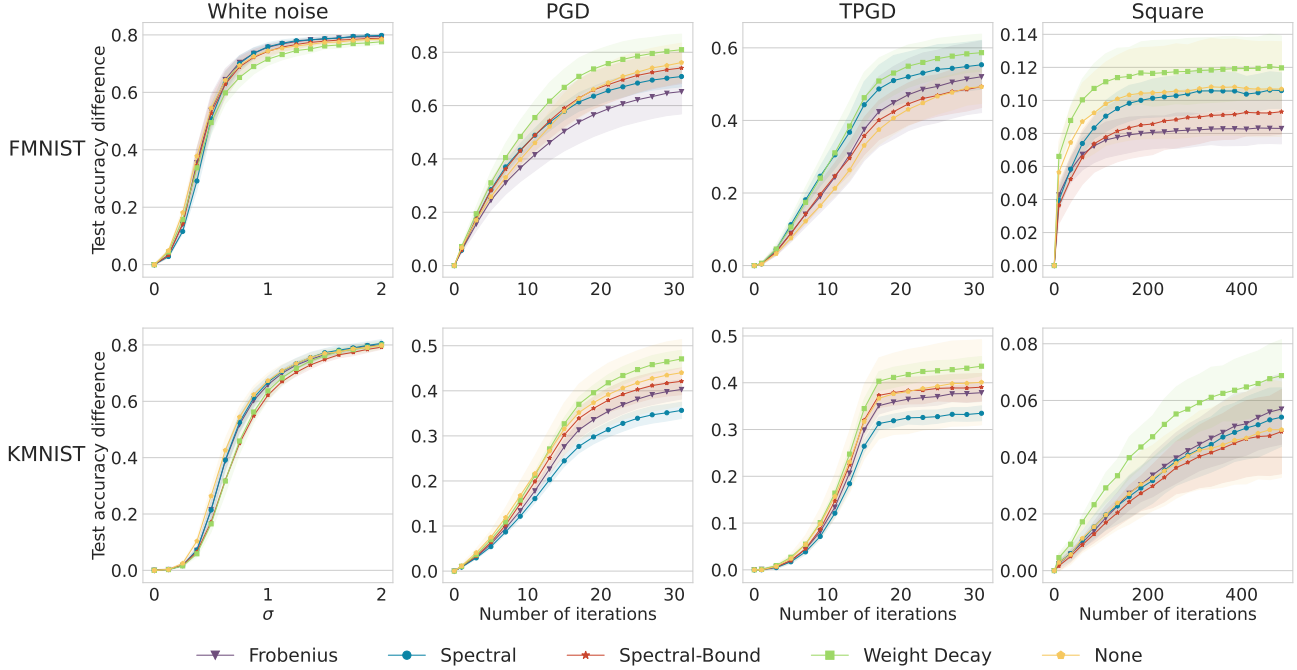 White noise PGD TPGD Square
FMNIST
Test accuracy difference
0.8
0.6
0.4
0.2
0.0
0 1 2
0.8
0.6
0.4
0.2
0.0
0 10 20 30
0.6
0.4
0.2
0.0
0 10 20 30
0.14
0.12
0.10
0.08
0.06
0.04
0.02
0.00
0 200 400
KMNIST
Test accuracy difference
0.8
0.6
0.4
0.2
0.0
0 1 2
σ
0.5
0.4
0.3
0.2
0.1
0.0
0 10 20 30
Number of iterations
0.5
0.4
0.3
0.2
0.1
0.0
0 10 20 30
Number of iterations
0.08
0.06
0.04
0.02
0.00
0 200 400
Number of iterations
Frobenius Spectral Spectral-Bound Weight Decay None